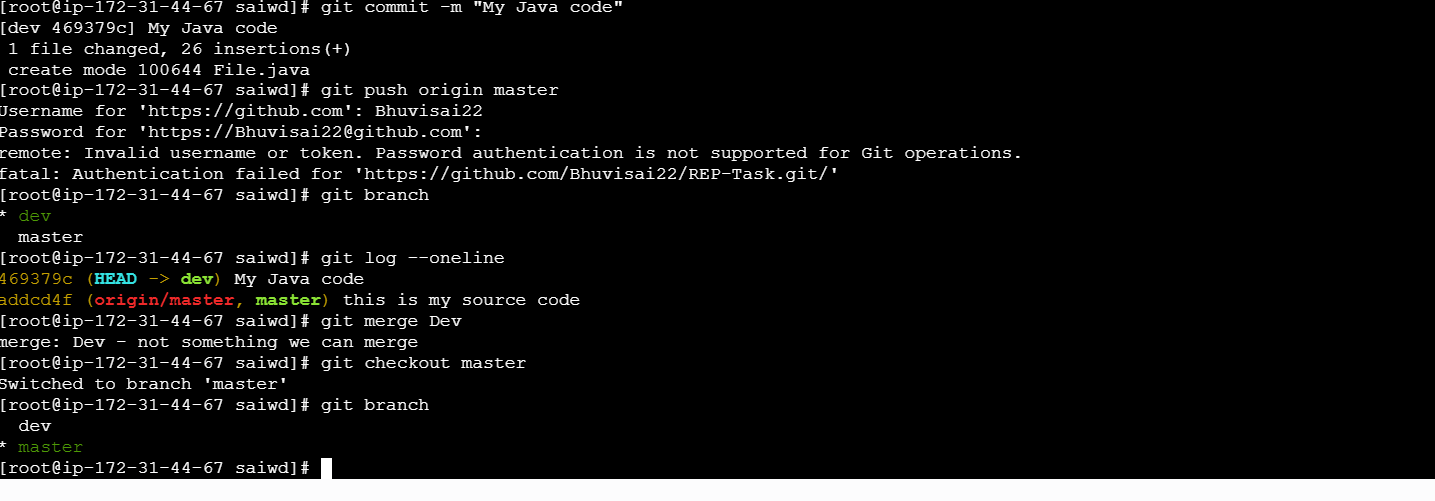 [root@ip-172-31-44-67 saiwd]# git commit -m "My Java code"
[dev 469379c] My Java code
 1 file changed, 26 insertions(+)
 create mode 100644 File.java
[root@ip-172-31-44-67 saiwd]# git push origin master
Username for 'https://github.com': Bhuvisai22
Password for 'https://Bhuvisai22@github.com':
remote: Invalid username or token. Password authentication is not supported for Git operations.
fatal: Authentication failed for 'https://github.com/Bhuvisai22/REP-Task.git/'
[root@ip-172-31-44-67 saiwd]# git branch
* dev
  master
[root@ip-172-31-44-67 saiwd]# git log --oneline
469379c (HEAD -> dev) My Java code
addcd4f (origin/master, master) this is my source code
[root@ip-172-31-44-67 saiwd]# git merge Dev
merge: Dev - not something we can merge
[root@ip-172-31-44-67 saiwd]# git checkout master
Switched to branch 'master'
[root@ip-172-31-44-67 saiwd]# git branch
  dev
* master
[root@ip-172-31-44-67 saiwd]#